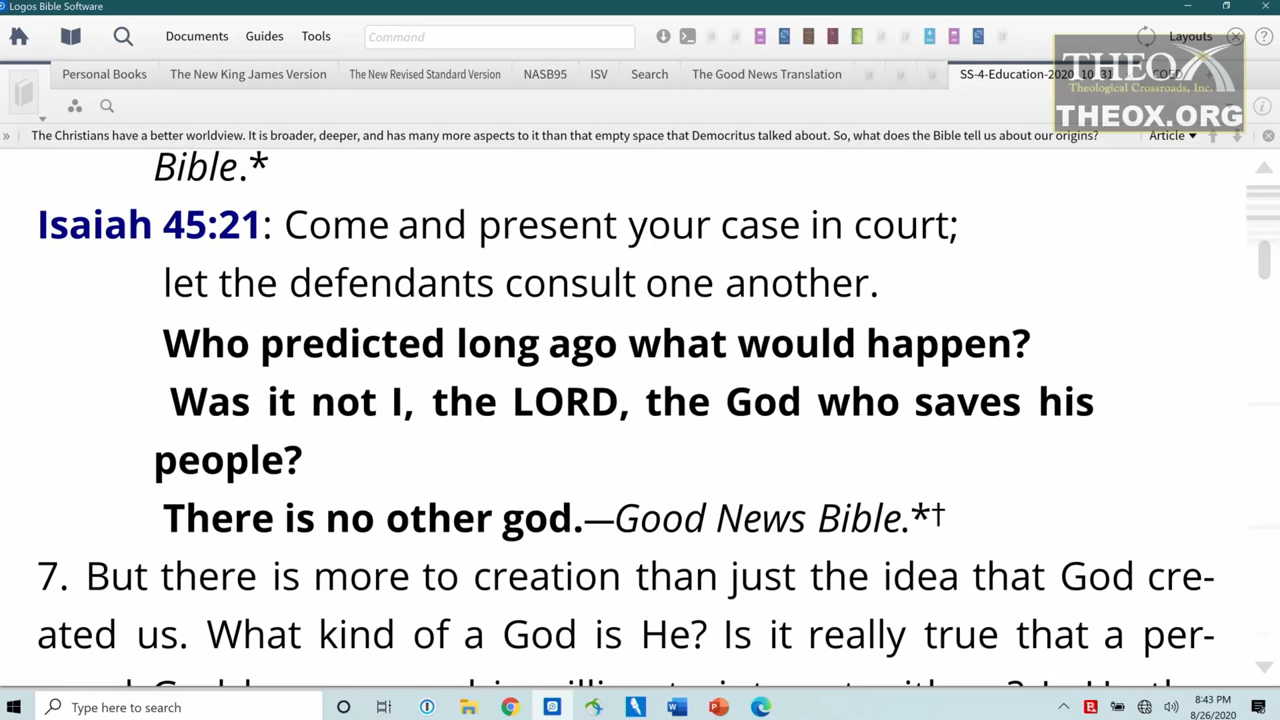 Logos Bible Software
Documents Guides Tools Command Layouts
Personal Books The New King James Version The New Revised Standard Version NASB95 ISV Search The Good News Translation SS-4-Education-2020_10_31
THEOX
Theological Crossroads, Inc.
THEOX.ORG
» The Christians have a better worldview. It is broader, deeper, and has many more aspects to it than that empty space that Democritus talked about. So, what does the Bible tell us about our origins? Article
Bible.*
Isaiah 45:21: Come and present your case in court;
let the defendants consult one another.
Who predicted long ago what would happen?
Was it not I, the LORD, the God who saves his
people?
There is no other god.—Good News Bible.*†
7. But there is more to creation than just the idea that God cre-
ated us. What kind of a God is He? Is it really true that a per-
Type here to search
8:43 PM
8/26/2020